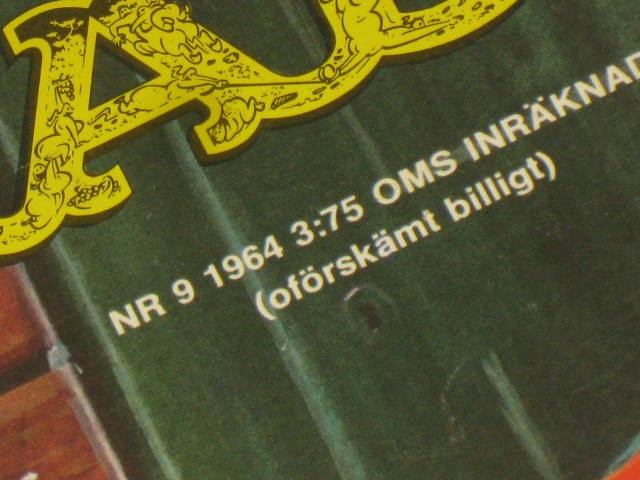 NR 9 1964 3:75 OMS INRÄKNAD
(oförskämt billigt)